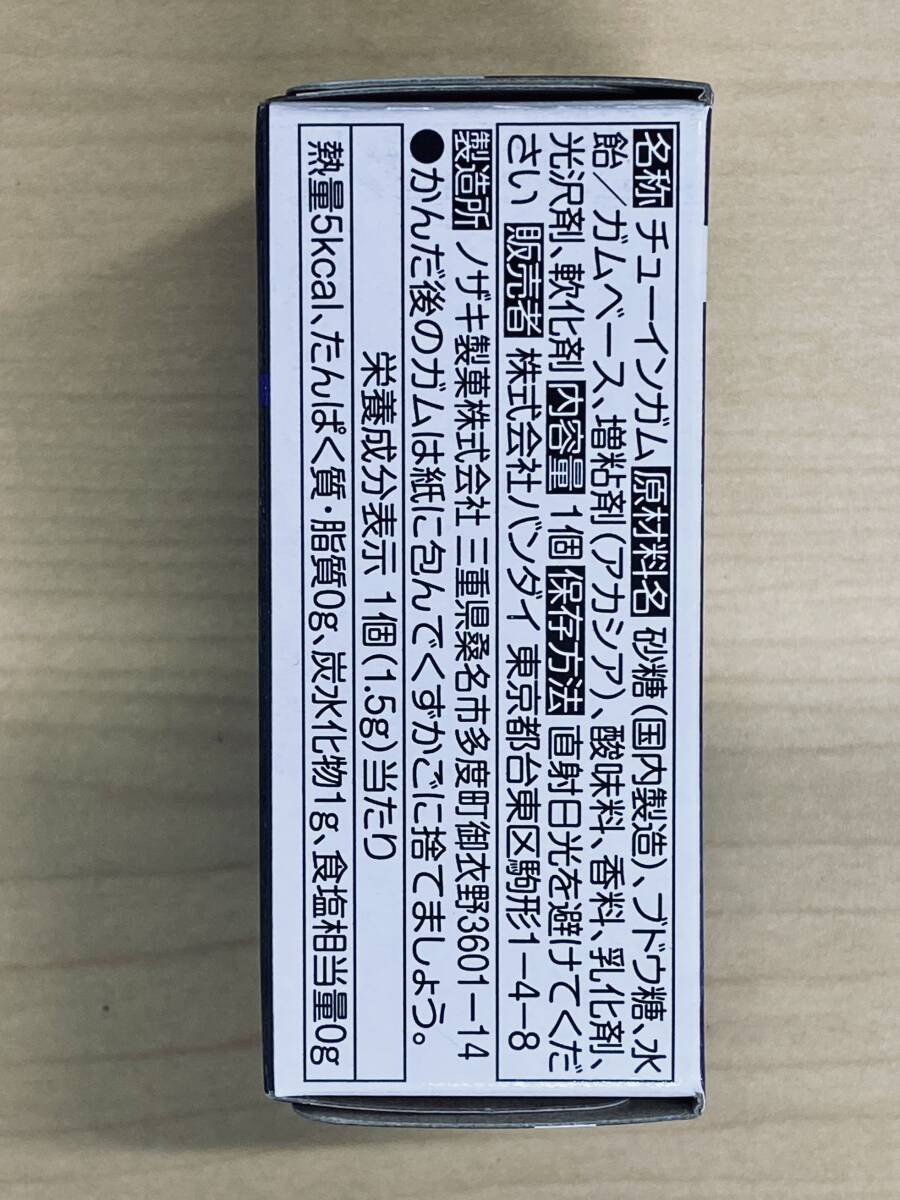 名称 チューインガム 原材料名 砂糖(国内製造)、ブドウ糖、水
飴／ガムベース、増粘剤(アカシア)、酸味料、香料、乳化剤、
光沢剤、軟化剤 内容量 1個 保存方法 直射日光を避けてくだ
さい 販売者 株式会社バンダイ 東京都台東区駒形1-4-8
製造所 ノザキ製菓株式会社 三重県桑名市多度町御衣野3601-14
●かんだ後のガムは紙に包んでくずかごに捨てましょう。
栄養成分表示 1個(1.5g)当たり
熱量5kcal、たんぱく質・脂質0g、炭水化物1g、食塩相当量0g